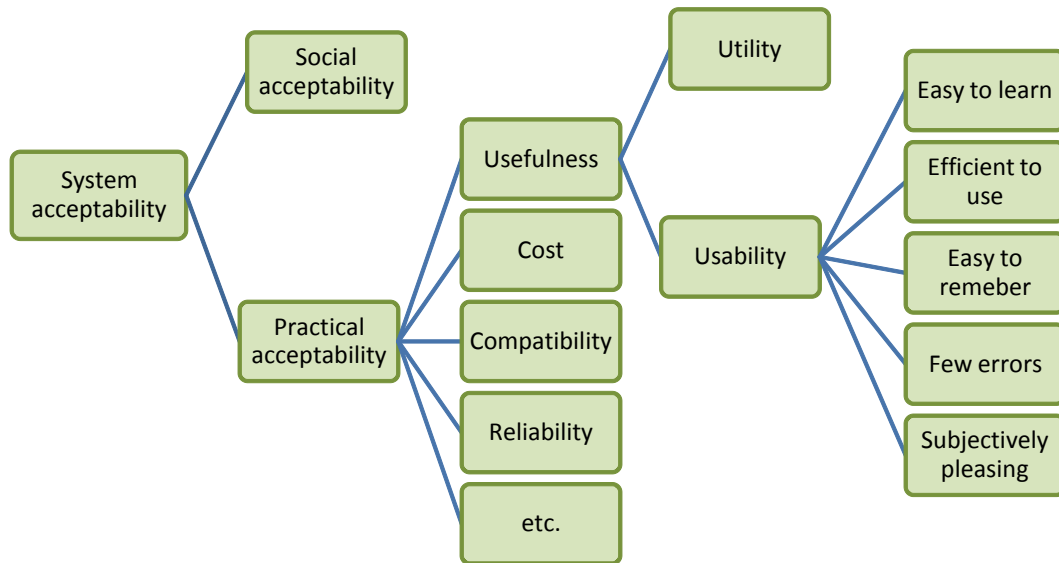 System
acceptability
Social
acceptability
Practical
acceptability
Usefulness
Cost
Compatibility
Reliability
etc.
Utility
Usability
Easy to learn
Efficient to
use
Easy to
remeber
Few errors
Subjectively
pleasing